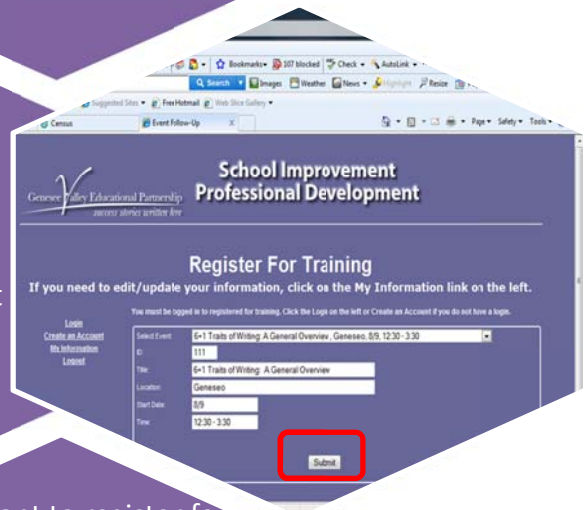 Bookmarks 107 blocked Check AutoLink
Search Images Weather News Highlight Resize
Suggested Sites Free Hotmail Web Slice Gallery
Census Event Follow-Up X Page Safety Tools
School Improvement
Genesee Valley Educational Partnership Professional Development
success stories written here
Register For Training
If you need to edit/update your information, click on the My Information link on the left.
You must be logged in to registered for training. Click the Login on the left or Create an Account if you do not have a login.
Login
Create an Account
My Information
Logout
Select Event: 6+1 Traits of Writing: A General Overview, Geneseo, 8/9, 12:30-3:30
ID: 111
Title: 6+1 Traits of Writing: A General Overview
Location: Geneseo
Start Date: 8/9
Time: 12:30-3:30
Submit
to register